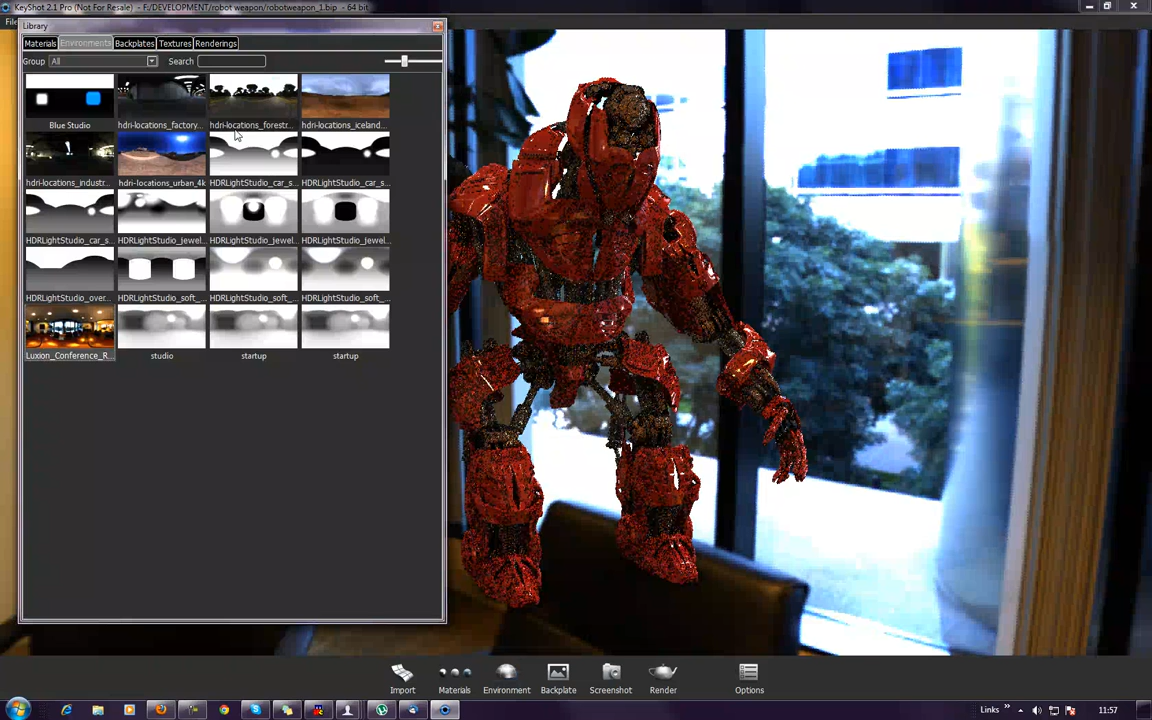 KeyShot 2.1 Pro (Not For Resale) - F:/DEVELOPMENT/robot weapon/robotweapon_1.bip - 64 bit
File
Library
Materials Environments Backplates Textures Renderings
Group All Search
Blue Studio hdri-locations_factory... hdri-locations_forestr... hdri-locations_iceland...
hdri-locations_industr... hdri-locations_urban_4k HDRLightStudio_car_s... HDRLightStudio_car_s...
HDRLightStudio_car_s... HDRLightStudio_jewel... HDRLightStudio_jewel... HDRLightStudio_jewel...
HDRLightStudio_over... HDRLightStudio_soft_... HDRLightStudio_soft_... HDRLightStudio_soft_...
Luxion_Conference_R... studio startup startup
Import Materials Environment Backplate Screenshot Render Options
Links » 11:57